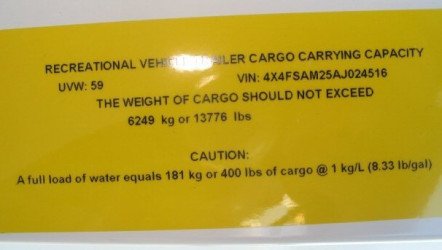 RECREATIONAL VEHICLE TRAILER CARGO CARRYING CAPACITY
UVW: 59 VIN: 4X4FSAM25AJ024516
THE WEIGHT OF CARGO SHOULD NOT EXCEED
6249 kg or 13776 lbs
CAUTION:
A full load of water equals 181 kg or 400 lbs of cargo @ 1 kg/L (8.33 lb/gal)